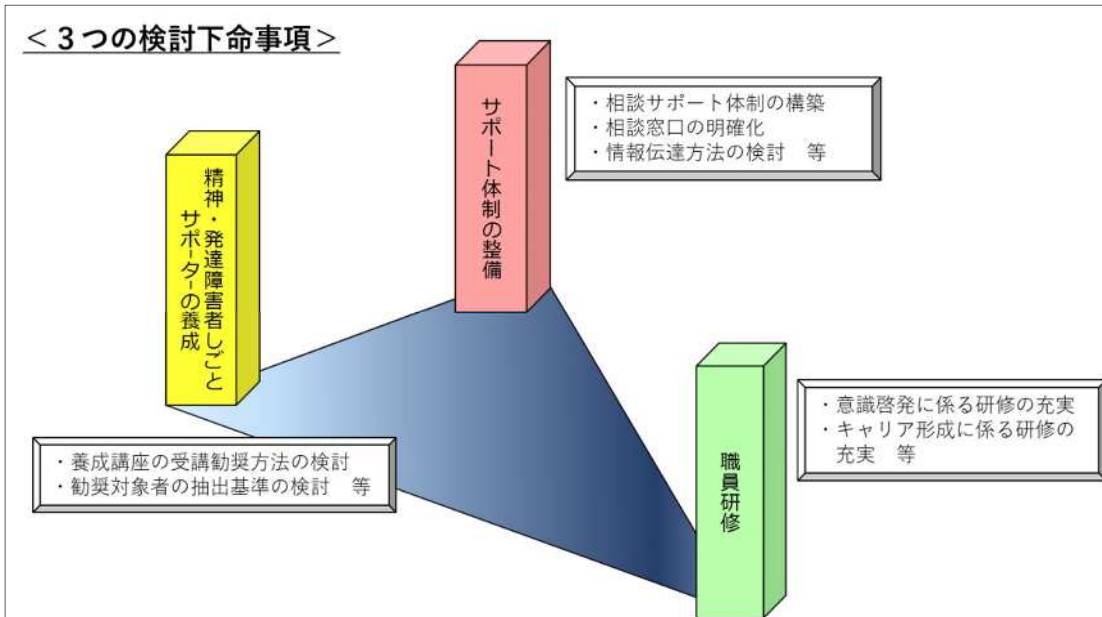 ＜３つの検討下命事項＞
サポート体制の整備
・相談サポート体制の構築
・相談窓口の明確化
・情報伝達方法の検討　等
精神・発達障害者しごと
サポーターの養成
・養成講座の受講勧奨方法の検討
・勧奨対象者の抽出基準の検討　等
職員研修
・意識啓発に係る研修の充実
・キャリア形成に係る研修の
充実　等